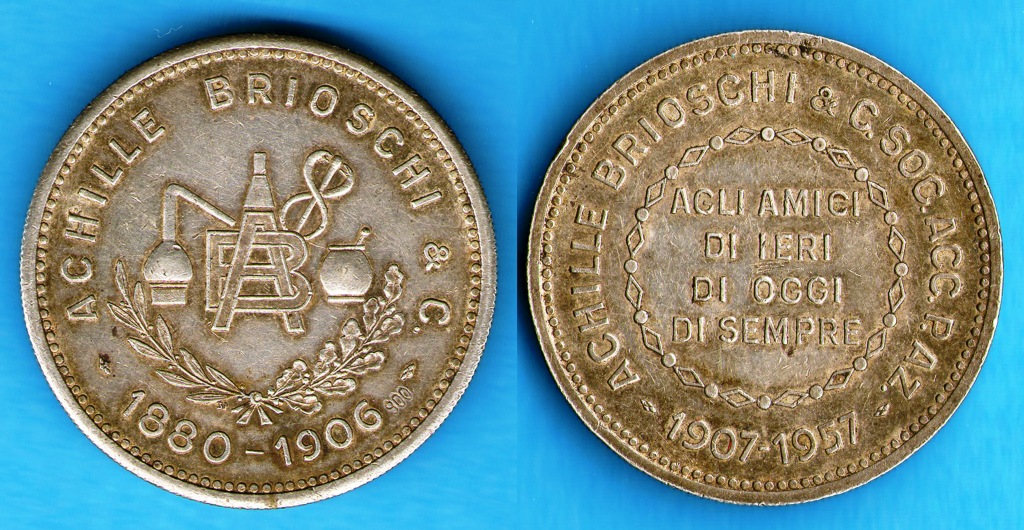 ACHILLE BRIOSCHI & C.
AB
1880-1906
900
ACHILLE BRIOSCHI & C. SOC. ACC. P. AZ.
AGLI AMICI
DI IERI
DI OGGI
DI SEMPRE
1907-1957